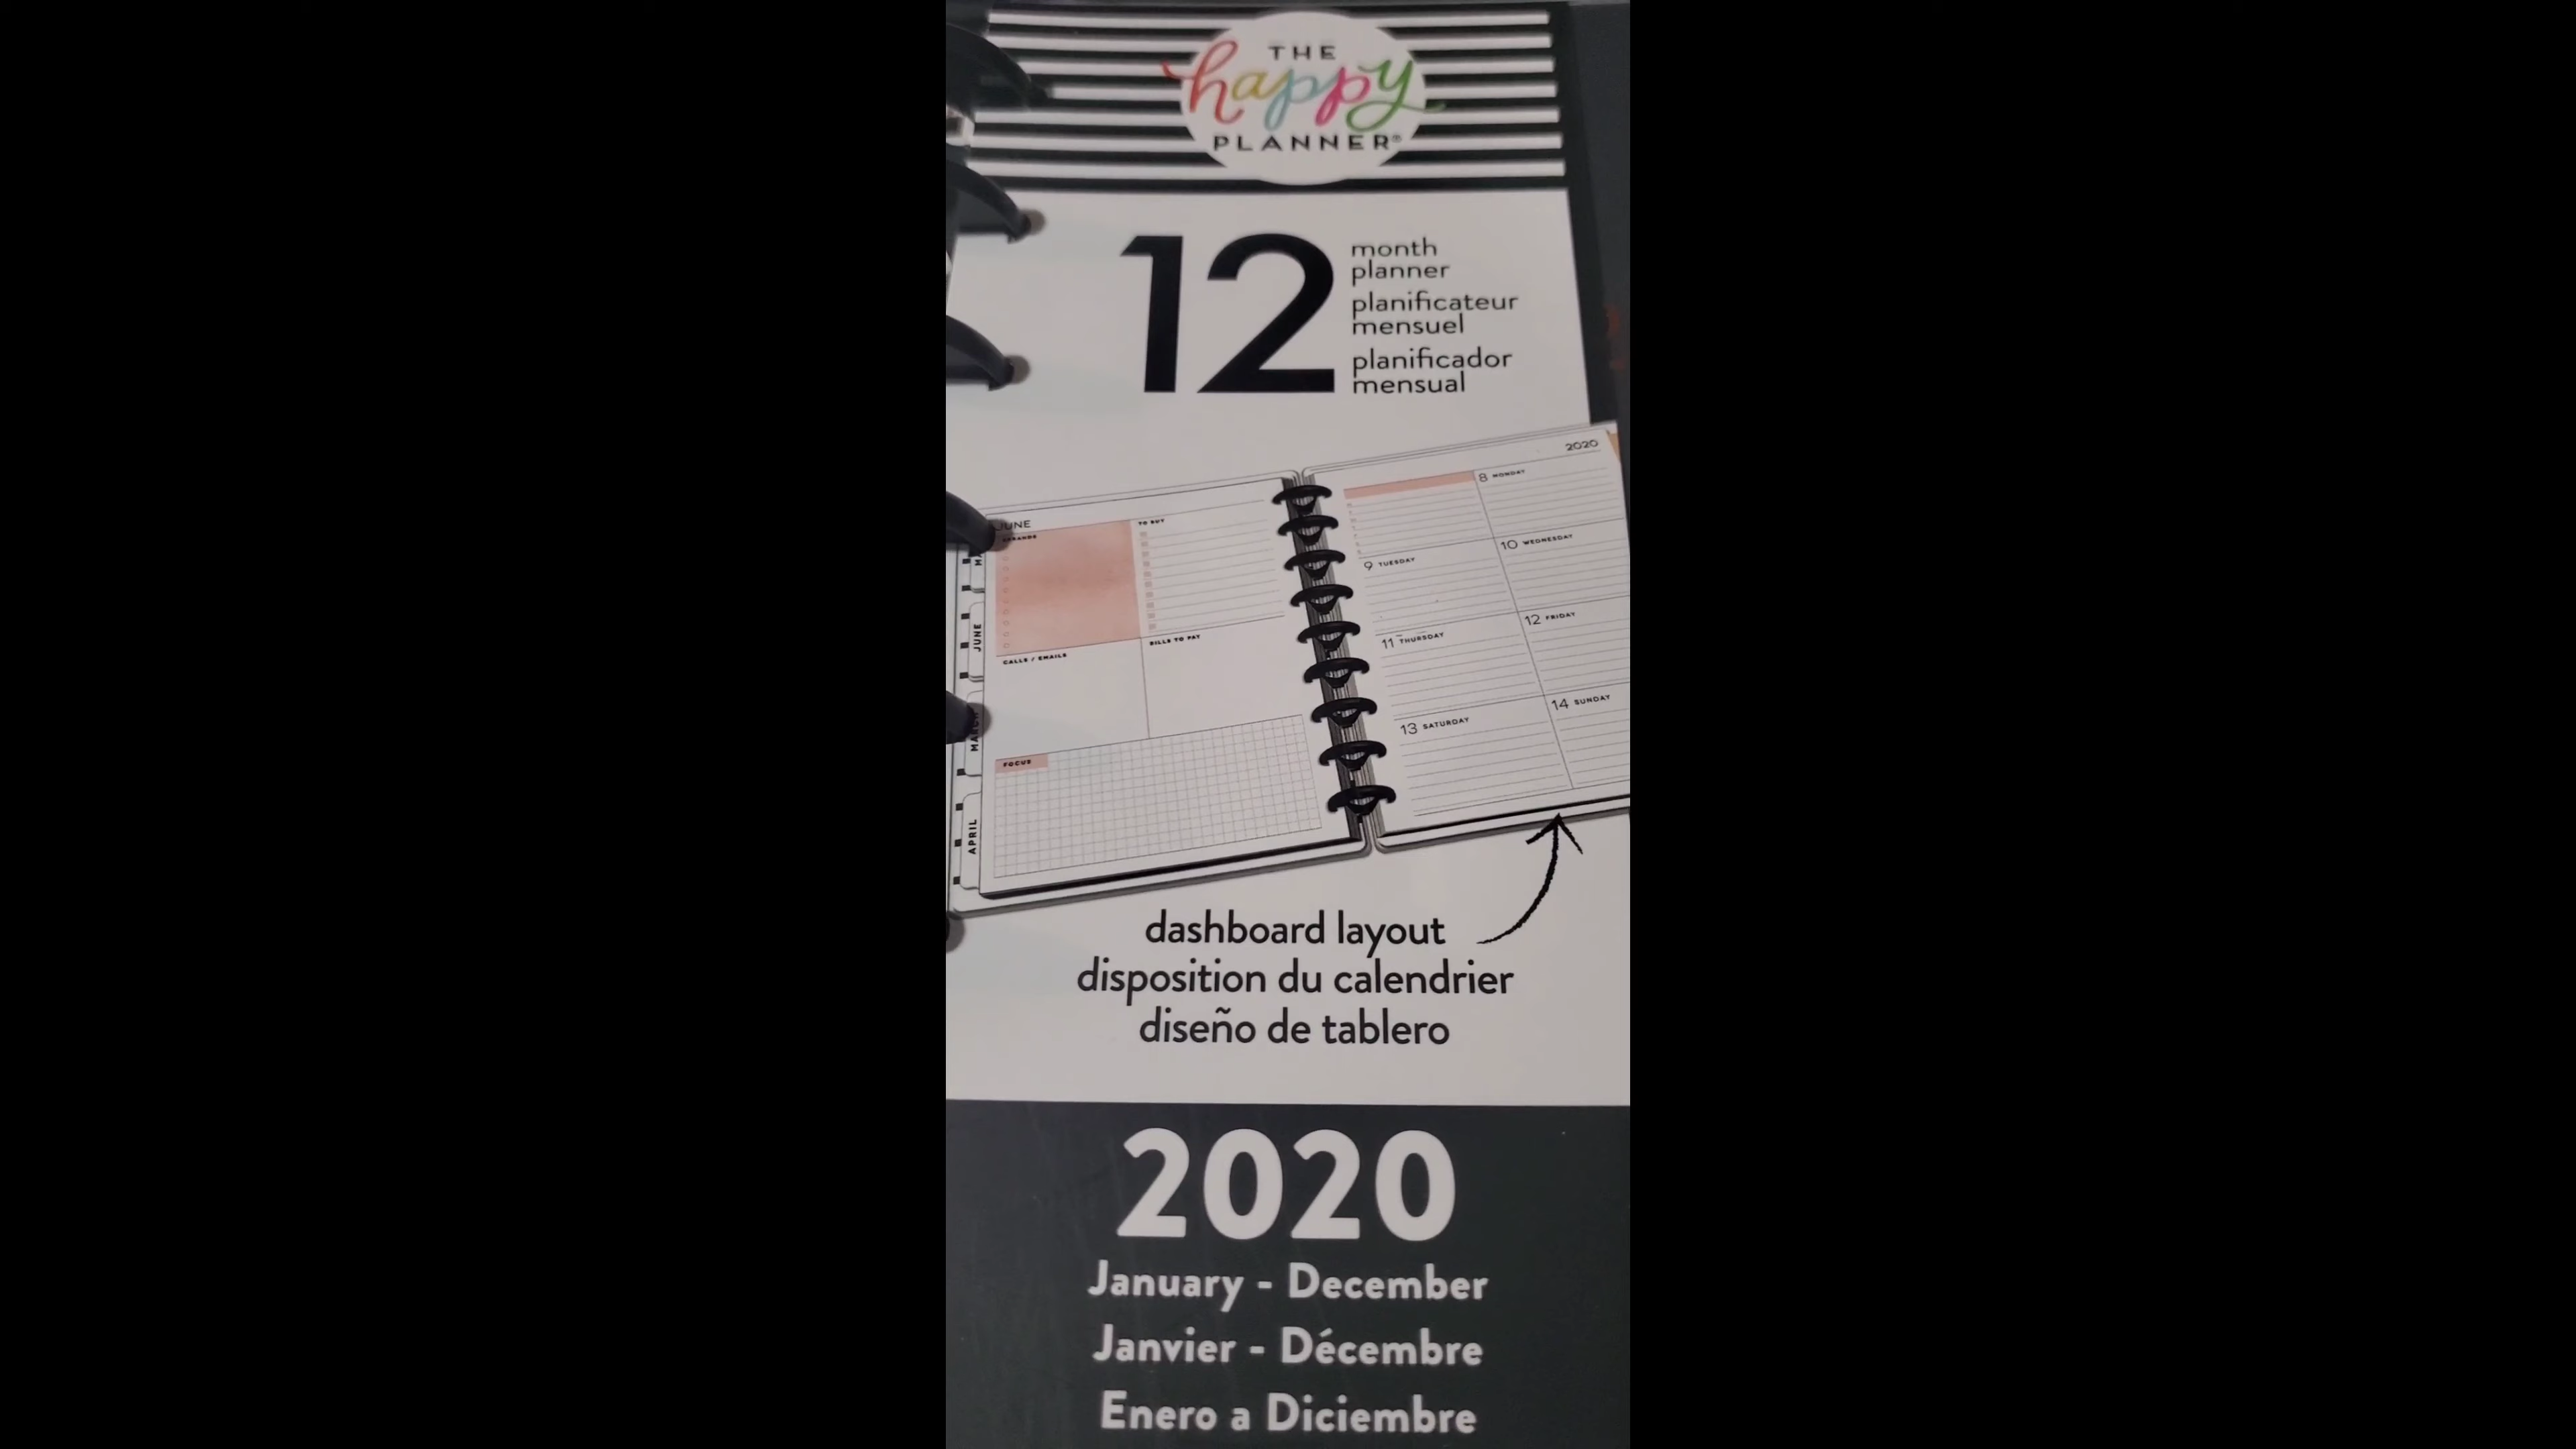 THE
happy
PLANNER®
12
month
planner
planificateur
mensuel
planificador
mensual
2020
JUNE
TO BUY
CALLS / EMAILS
BILLS TO PAY
FOCUS
JUNE
MARCH
APRIL
8 MONDAY
9 TUESDAY
10 WEDNESDAY
11 THURSDAY
12 FRIDAY
13 SATURDAY
14 SUNDAY
dashboard layout
disposition du calendrier
diseño de tablero
2020
January - December
Janvier - Décembre
Enero a Diciembre